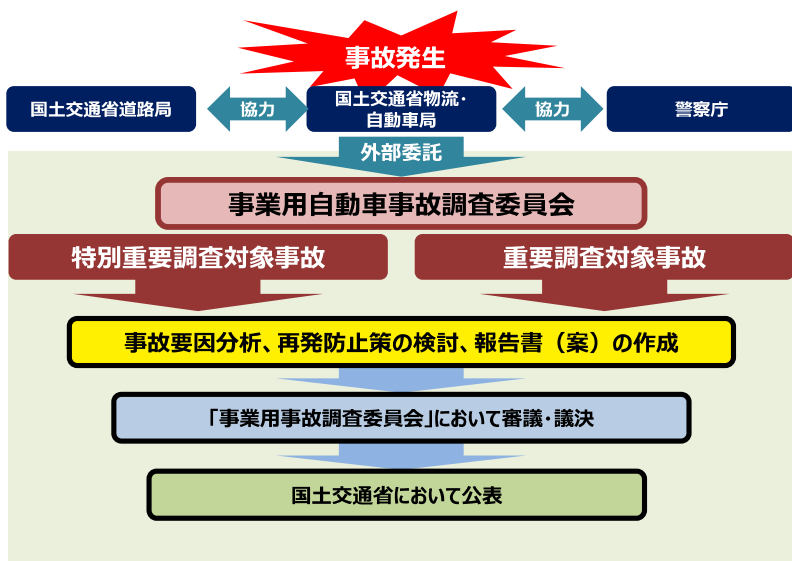 事故発生
国土交通省道路局
協力
国土交通省物流・
自動車局
協力
警察庁
外部委託
事業用自動車事故調査委員会
特別重要調査対象事故
重要調査対象事故
事故要因分析、再発防止策の検討、報告書（案）の作成
「事業用事故調査委員会」において審議・議決
国土交通省において公表